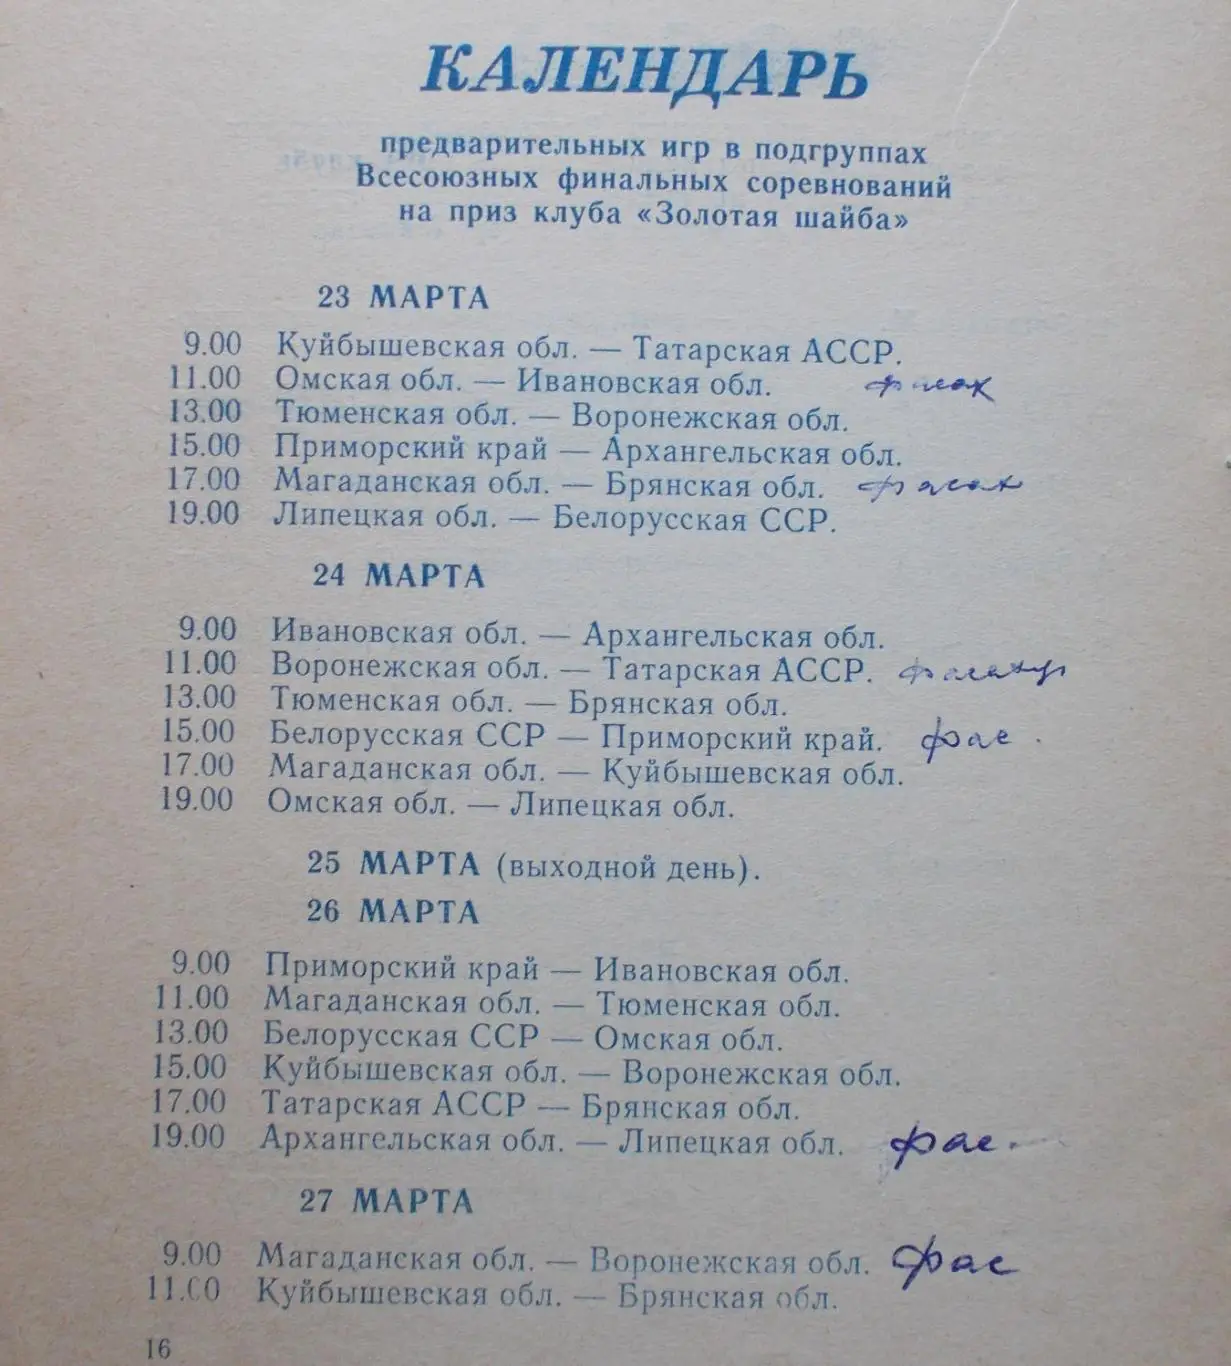 КАЛЕНДАРЬ
предварительных игр в подгруппах
Всесоюзных финальных соревнований
на приз клуба «Золотая шайба»
23 МАРТА
9.00 Куйбышевская обл. — Татарская АССР.
11.00 Омская обл. — Ивановская обл.
13.00 Тюменская обл. — Воронежская обл.
15.00 Приморский край — Архангельская обл.
17.00 Магаданская обл. — Брянская обл.
19.00 Липецкая обл. — Белорусская ССР.
24 МАРТА
9.00 Ивановская обл. — Архангельская обл.
11.00 Воронежская обл. — Татарская АССР.
13.00 Тюменская обл. — Брянская обл.
15.00 Белорусская ССР — Приморский край. фас
17.00 Магаданская обл. — Куйбышевская обл.
19.00 Омская обл. — Липецкая обл.
25 МАРТА (выходной день).
26 МАРТА
9.00 Приморский край — Ивановская обл.
11.00 Магаданская обл. — Тюменская обл.
13.00 Белорусская ССР — Омская обл.
15.00 Куйбышевская обл. — Воронежская обл.
17.00 Татарская АССР — Брянская обл.
19.00 Архангельская обл. — Липецкая обл. фас.
27 МАРТА
9.00 Магаданская обл. — Воронежская обл. фас
11.00 Куйбышевская обл. — Брянская обл.
16